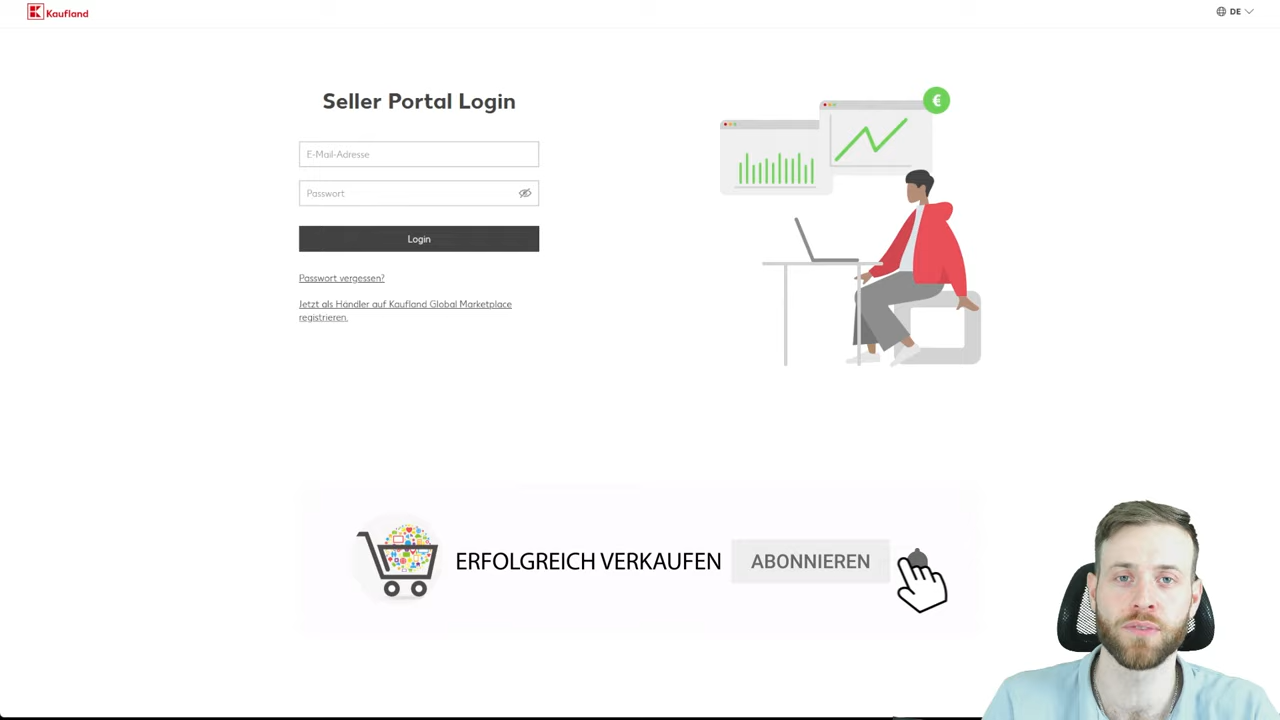 Kaufland
DE
Seller Portal Login
E-Mail-Adresse
Passwort
Login
Passwort vergessen?
Jetzt als Händler auf Kaufland Global Marketplace
registrieren.
€
ERFOLGREICH VERKAUFEN
ABONNIEREN